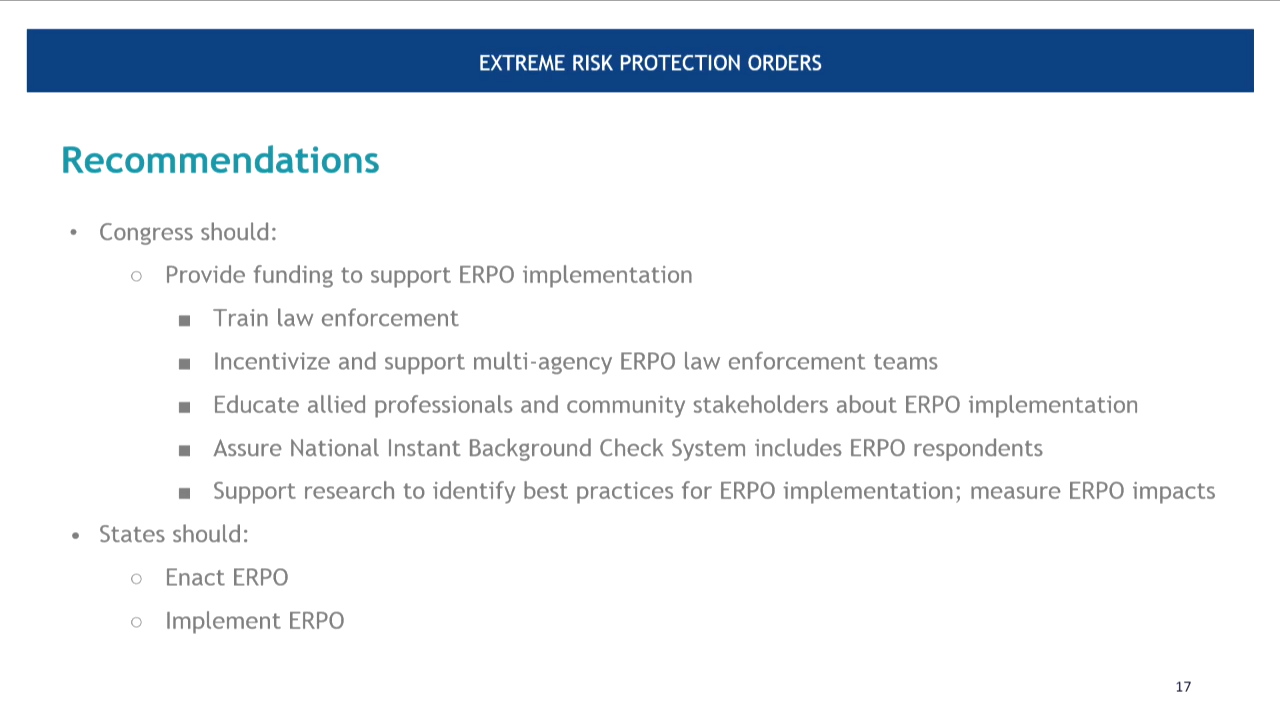 EXTREME RISK PROTECTION ORDERS
Recommendations
• Congress should:
○ Provide funding to support ERPO implementation
■ Train law enforcement
■ Incentivize and support multi-agency ERPO law enforcement teams
■ Educate allied professionals and community stakeholders about ERPO implementation
■ Assure National Instant Background Check System includes ERPO respondents
■ Support research to identify best practices for ERPO implementation; measure ERPO impacts
• States should:
○ Enact ERPO
○ Implement ERPO
17